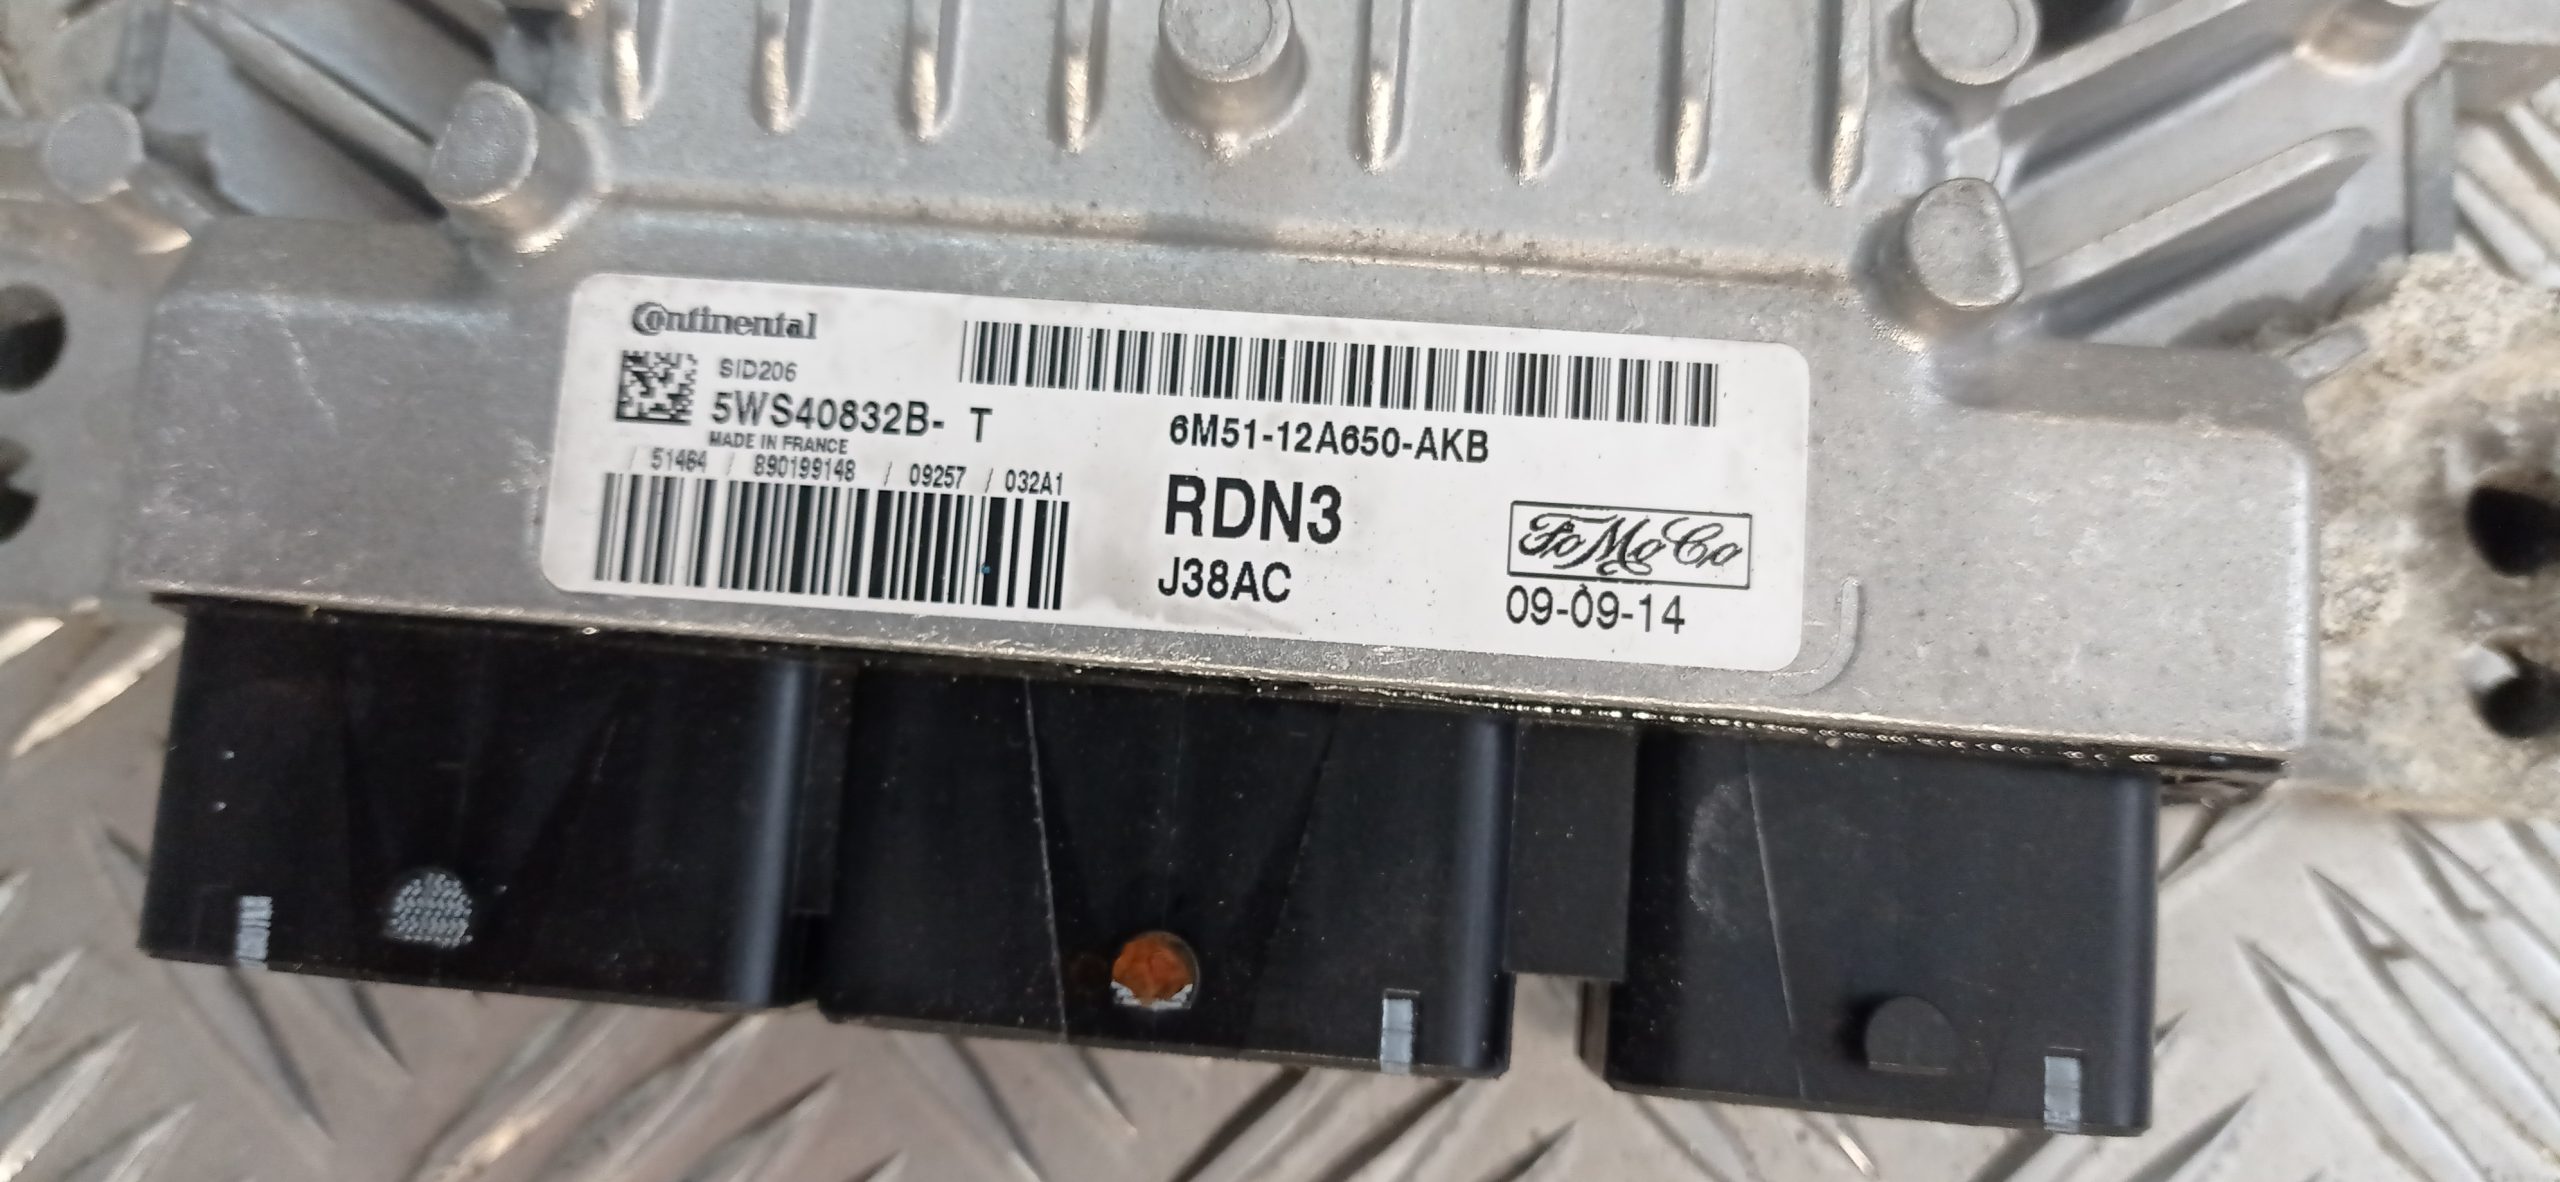 Continental
SID206
5WS40832B- T
MADE IN FRANCE
/ 51464 / 890199148 / 09257 / 032A1
6M51-12A650-AKB
RDN3
J38AC
FoMoCo
09-09-14